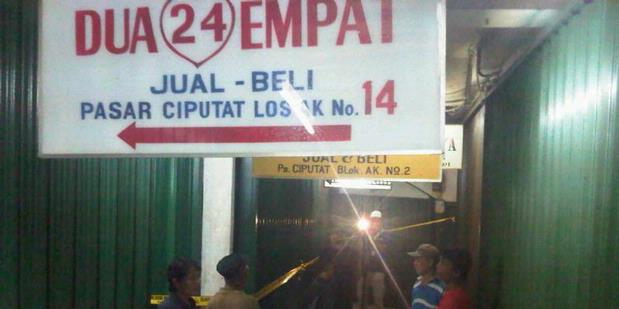 DUA 24 EMPAT
JUAL - BELI
PASAR CIPUTAT LOS AK No. 14
JUAL & BELI
Ps. CIPUTAT BLok. AK. No.2